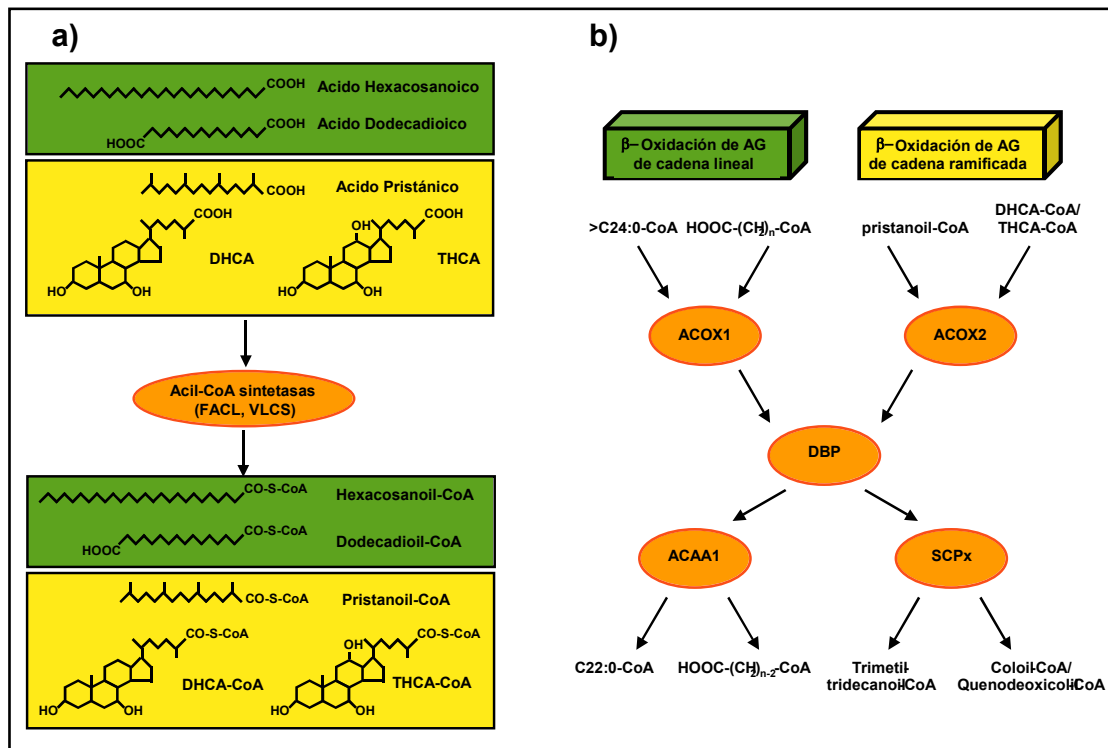 a)
COOH
Acido Hexacosanoico
HOOC
COOH
Acido Dodecadioico
COOH
Acido Pristánico
COOH
HO
OH
DHCA
COOH
OH
HO
OH
THCA
Acil-CoA sintetasas
(FACL, VLCS)
CO-S-CoA
Hexacosanoil-CoA
HOOC
CO-S-CoA
Dodecadioil-CoA
CO-S-CoA
Pristanoil-CoA
CO-S-CoA
HO
OH
DHCA-CoA
CO-S-CoA
OH
HO
OH
THCA-CoA
b)
β–Oxidación de AG
de cadena lineal
β–Oxidación de AG
de cadena ramificada
>C24:0-CoA
HOOC-(CH2)n-CoA
pristanoil-CoA
DHCA-CoA/
THCA-CoA
ACOX1
ACOX2
DBP
ACAA1
SCPx
C22:0-CoA
HOOC-(CH2)n-2-CoA
Trimetil-
tridecanoil-CoA
Coloil-CoA/
Quenodeoxicolil-CoA